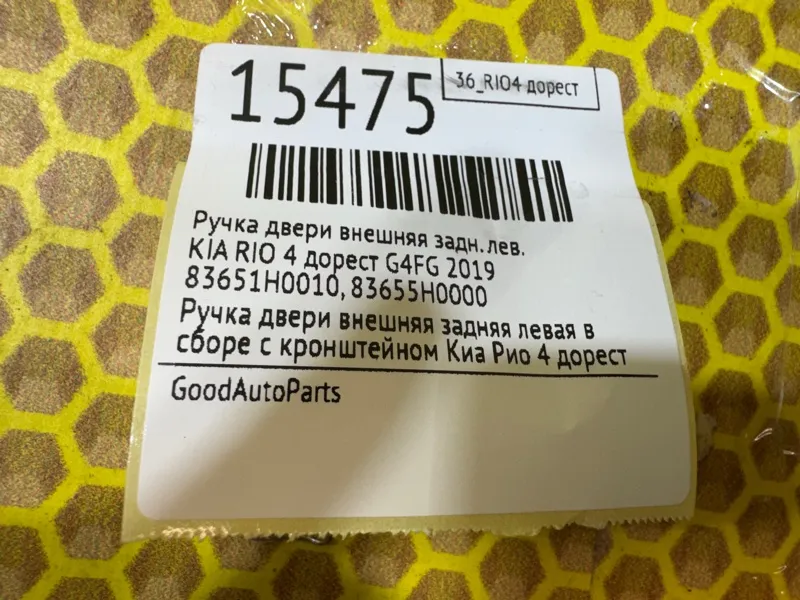 15475
36_RIO4 дорест
Ручка двери внешняя задн.лев.
KIA RIO 4 дорест G4FG 2019
83651H0010, 83655H0000
Ручка двери внешняя задняя левая в
сборе с кронштейном Киа Рио 4 дорест
GoodAutoParts